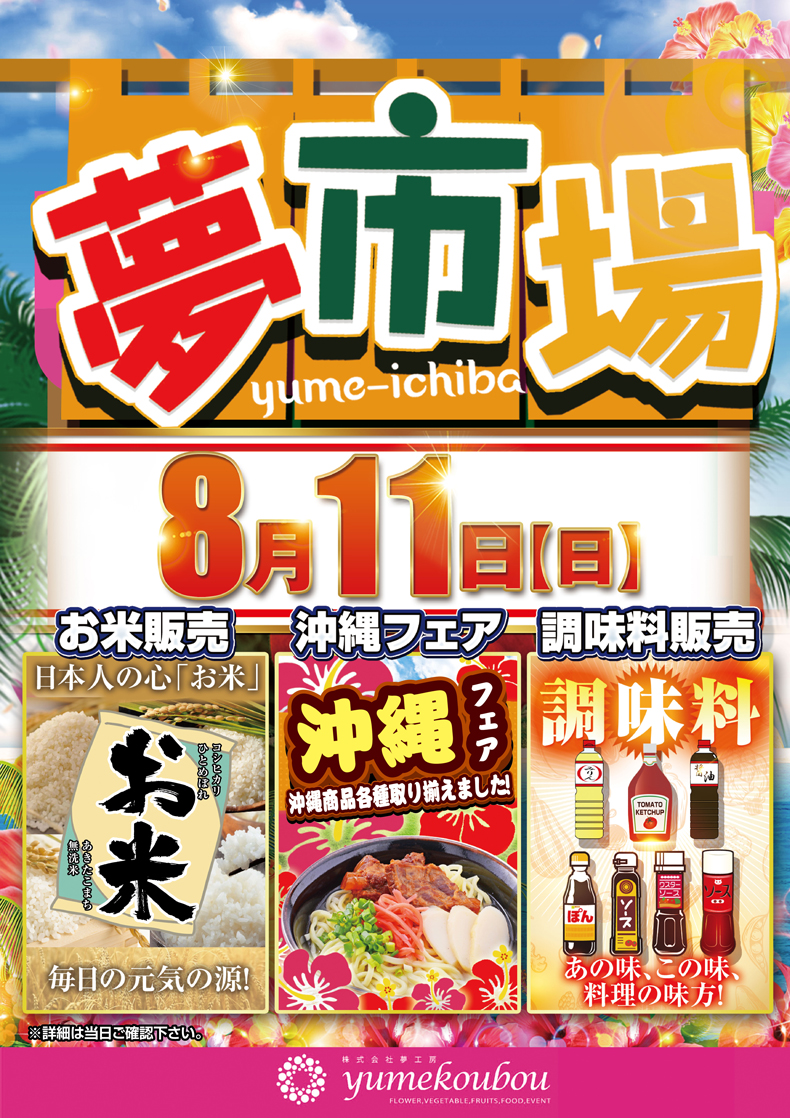 夢市場
yume-ichiba
8月11日【日】
お米販売
日本人の心「お米」
お米
コシヒカリ
ひとめぼれ
あきたこまち
無洗米
毎日の元気の源!
沖縄フェア
沖縄フェア
沖縄商品各種取り揃えました!
調味料販売
調味料
TOMATO
KETCHUP
油
ぽん
ソース
ウスター
ソース
ソース
あの味、この味、
料理の味方!
※詳細は当日ご確認下さい。
株式会社夢工房
yumekoubou
FLOWER,VEGETABLE,FRUITS,FOOD,EVENT